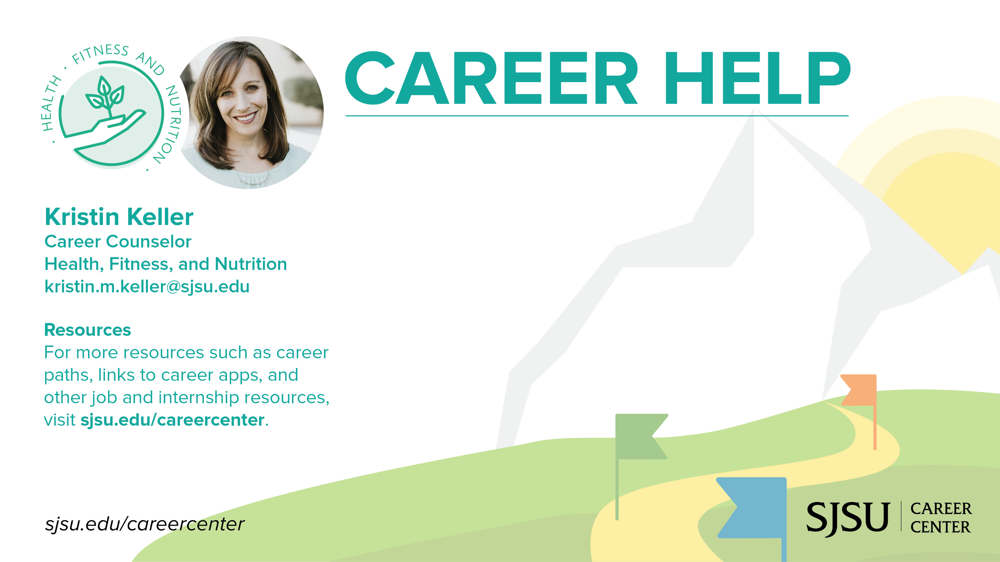 · HEALTH · FITNESS AND NUTRITION ·
CAREER HELP
Kristin Keller
Career Counselor
Health, Fitness, and Nutrition
kristin.m.keller@sjsu.edu
Resources
For more resources such as career
paths, links to career apps, and
other job and internship resources,
visit sjsu.edu/careercenter.
sjsu.edu/careercenter
SJSU
CAREER
CENTER